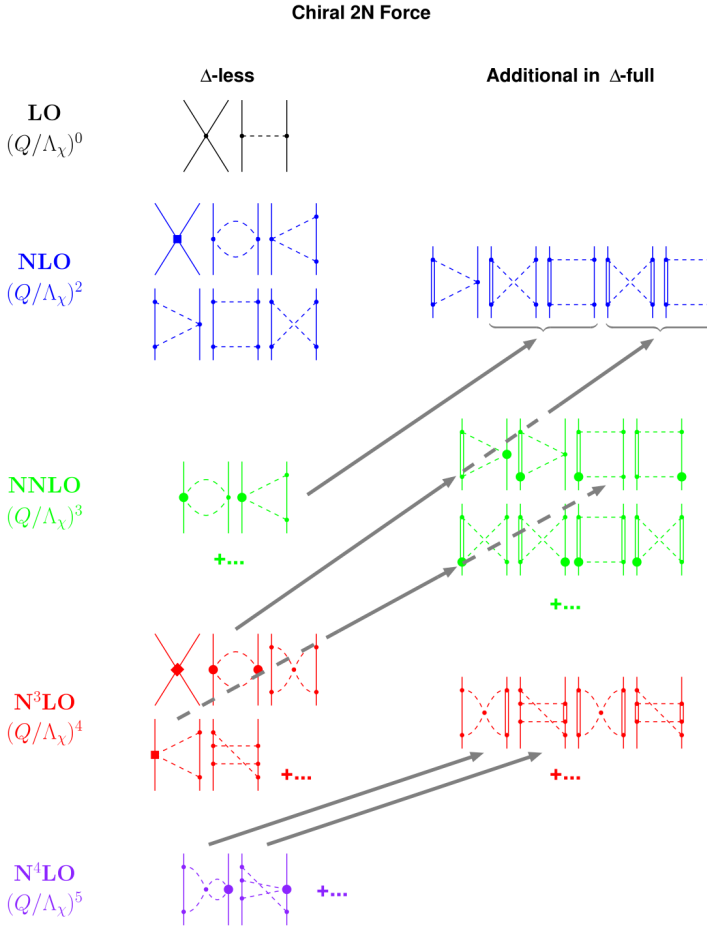 Chiral 2N Force
Δ-less
Additional in Δ-full
LO
(Q/Λχ)⁰
NLO
(Q/Λχ)²
NNLO
(Q/Λχ)³
+...
+...
N³LO
(Q/Λχ)⁴
+...
+...
N⁴LO
(Q/Λχ)⁵
+...